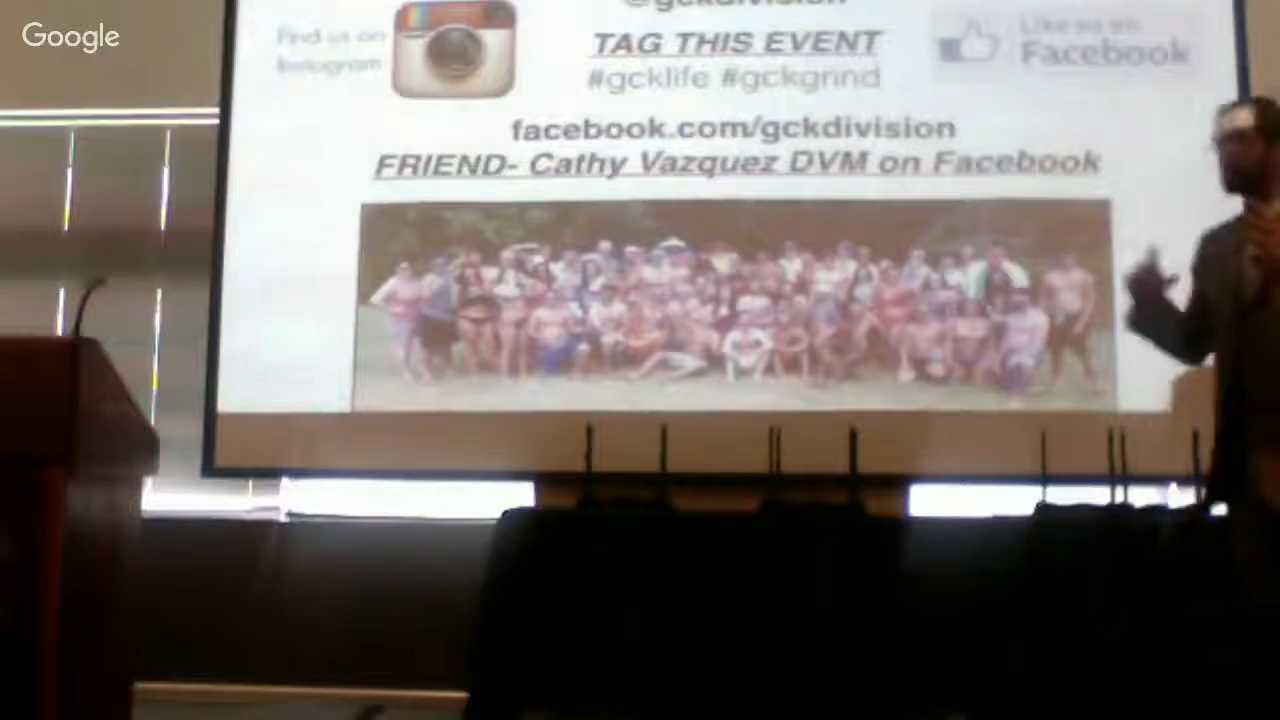 Google
@gckdivision
Find us on
Instagram
TAG THIS EVENT
#gcklife #gckgrind
Like us on
Facebook
facebook.com/gckdivision
FRIEND- Cathy Vazquez DVM on Facebook